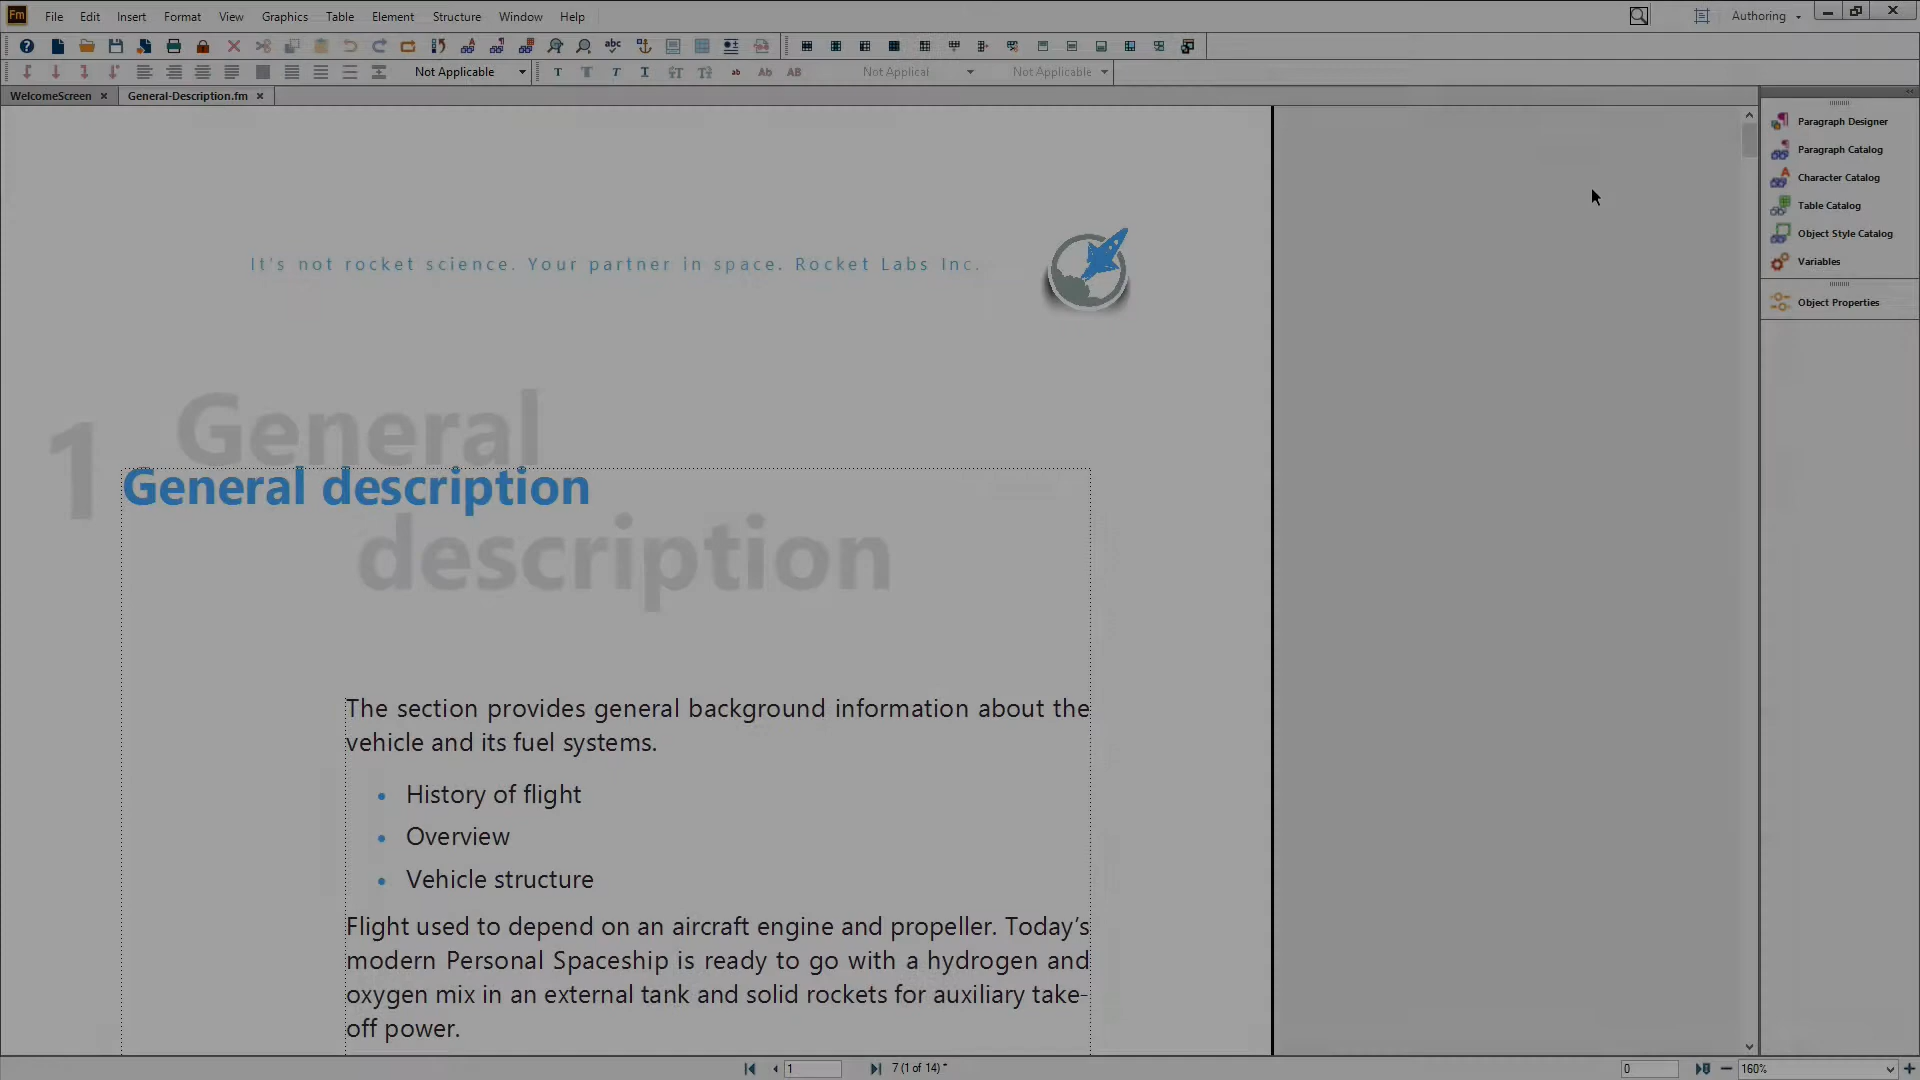 Fm File Edit Insert Format View Graphics Table Element Structure Window Help Authoring
Not Applicable Not Applical Not Applicable
WelcomeScreen General-Description.fm
Paragraph Designer
Paragraph Catalog
Character Catalog
Table Catalog
Object Style Catalog
Variables
Object Properties
It's not rocket science. Your partner in space. Rocket Labs Inc.
1 General
description
General description
The section provides general background information about the
vehicle and its fuel systems.
• History of flight
• Overview
• Vehicle structure
Flight used to depend on an aircraft engine and propeller. Today’s
modern Personal Spaceship is ready to go with a hydrogen and
oxygen mix in an external tank and solid rockets for auxiliary take-
off power.
1 7 (1 of 14) * 0 160%